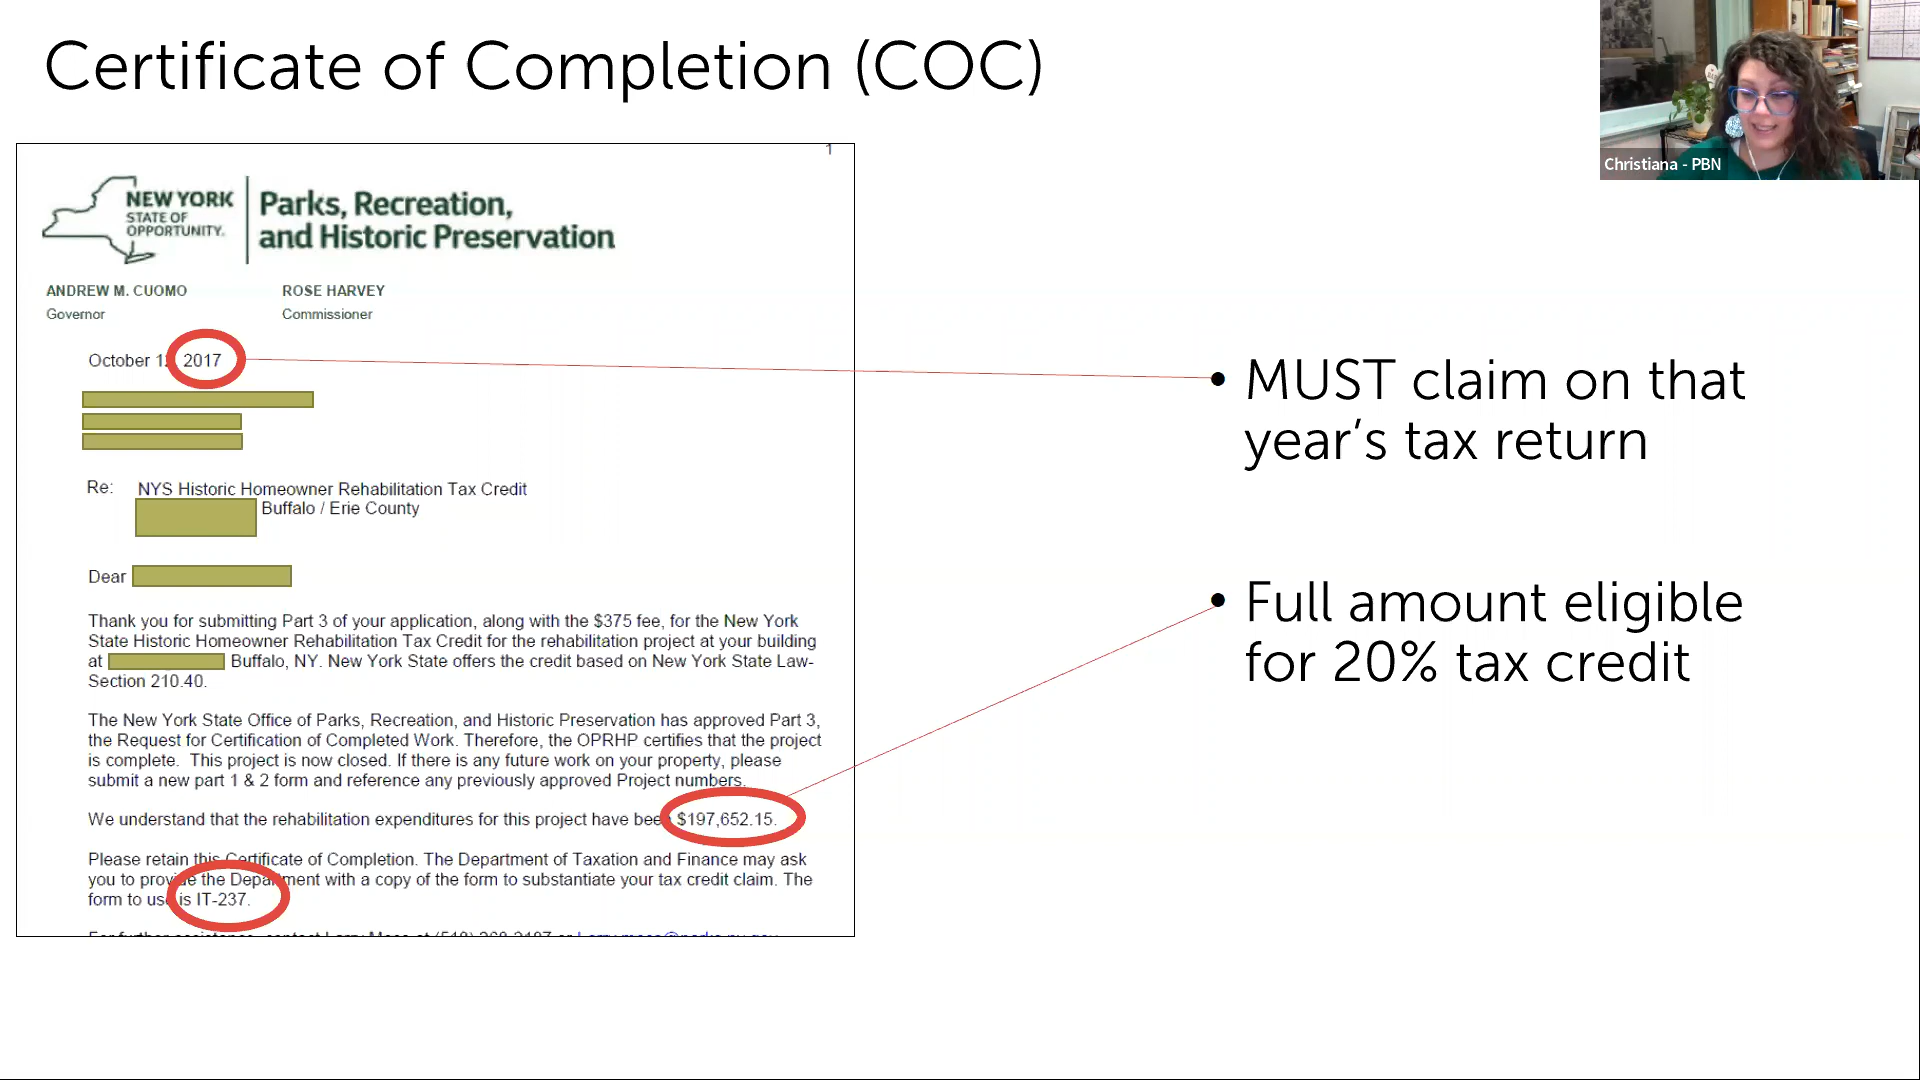 Certificate of Completion (COC)
Christiana - PBN
1
NEW YORK
STATE OF
OPPORTUNITY.
Parks, Recreation,
and Historic Preservation
ANDREW M. CUOMO
ROSE HARVEY
Governor
Commissioner
October 2017
Re: NYS Historic Homeowner Rehabilitation Tax Credit
Buffalo / Erie County
Dear
Thank you for submitting Part 3 of your application, along with the $375 fee, for the New York
State Historic Homeowner Rehabilitation Tax Credit for the rehabilitation project at your building
at Buffalo, NY. New York State offers the credit based on New York State Law-
Section 210.40.
The New York State Office of Parks, Recreation, and Historic Preservation has approved Part 3,
the Request for Certification of Completed Work. Therefore, the OPRHP certifies that the project
is complete. This project is now closed. If there is any future work on your property, please
submit a new part 1 & 2 form and reference any previously approved Project numbers.
We understand that the rehabilitation expenditures for this project have been $197,652.15.
Please retain this Certificate of Completion. The Department of Taxation and Finance may ask
you to provide the Department with a copy of the form to substantiate your tax credit claim. The
form to use is IT-237.
• MUST claim on that
year's tax return
• Full amount eligible
for 20% tax credit